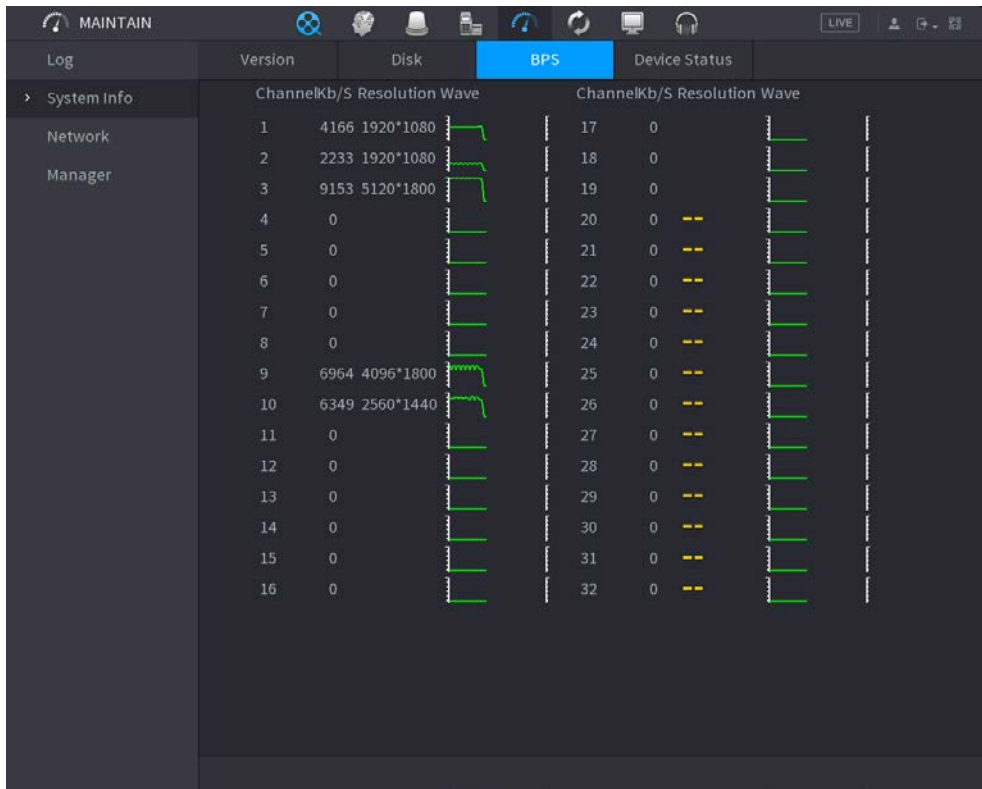 MAINTAIN LIVE
Log
System Info
Network
Manager
Version Disk BPS Device Status
ChannelKb/S Resolution Wave ChannelKb/S Resolution Wave
1 4166 1920*1080 17 0
2 2233 1920*1080 18 0
3 9153 5120*1800 19 0
4 0 20 0 --
5 0 21 0 --
6 0 22 0 --
7 0 23 0 --
8 0 24 0 --
9 6964 4096*1800 25 0 --
10 6349 2560*1440 26 0 --
11 0 27 0 --
12 0 28 0 --
13 0 29 0 --
14 0 30 0 --
15 0 31 0 --
16 0 32 0 --